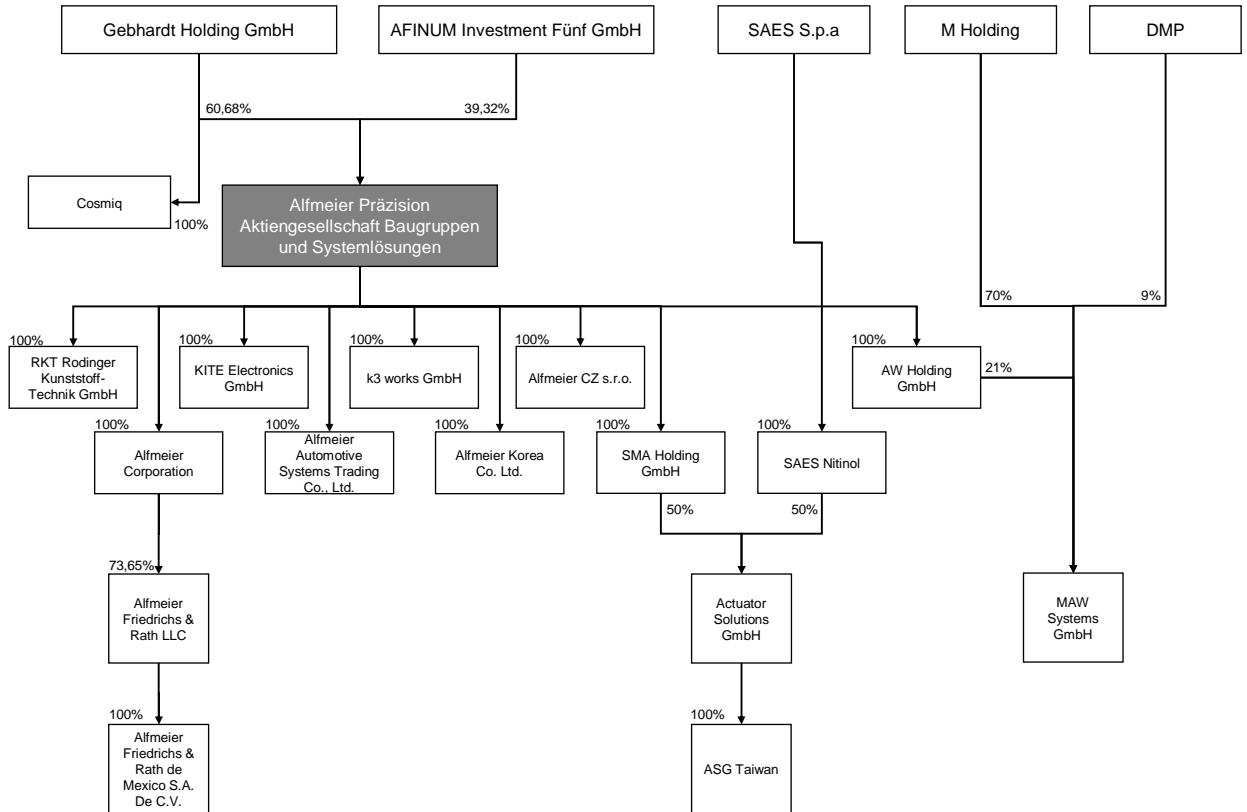 Gebhardt Holding GmbH
AFINUM Investment Fünf GmbH
SAES S.p.a
M Holding
DMP
60,68%
39,32%
Cosmiq
100%
Alfmeier Präzision
Aktiengesellschaft Baugruppen
und Systemlösungen
70%
9%
100%
RKT Rodinger
Kunststoff-
Technik GmbH
100%
KITE Electronics
GmbH
100%
k3 works GmbH
100%
Alfmeier CZ s.r.o.
100%
AW Holding
GmbH
21%
100%
Alfmeier
Corporation
100%
Alfmeier
Automotive
Systems Trading
Co., Ltd.
100%
Alfmeier Korea
Co. Ltd.
100%
SMA Holding
GmbH
100%
SAES Nitinol
50%
50%
73,65%
Alfmeier
Friedrichs &
Rath LLC
Actuator
Solutions
GmbH
MAW
Systems
GmbH
100%
Alfmeier
Friedrichs &
Rath de
Mexico S.A.
De C.V.
100%
ASG Taiwan